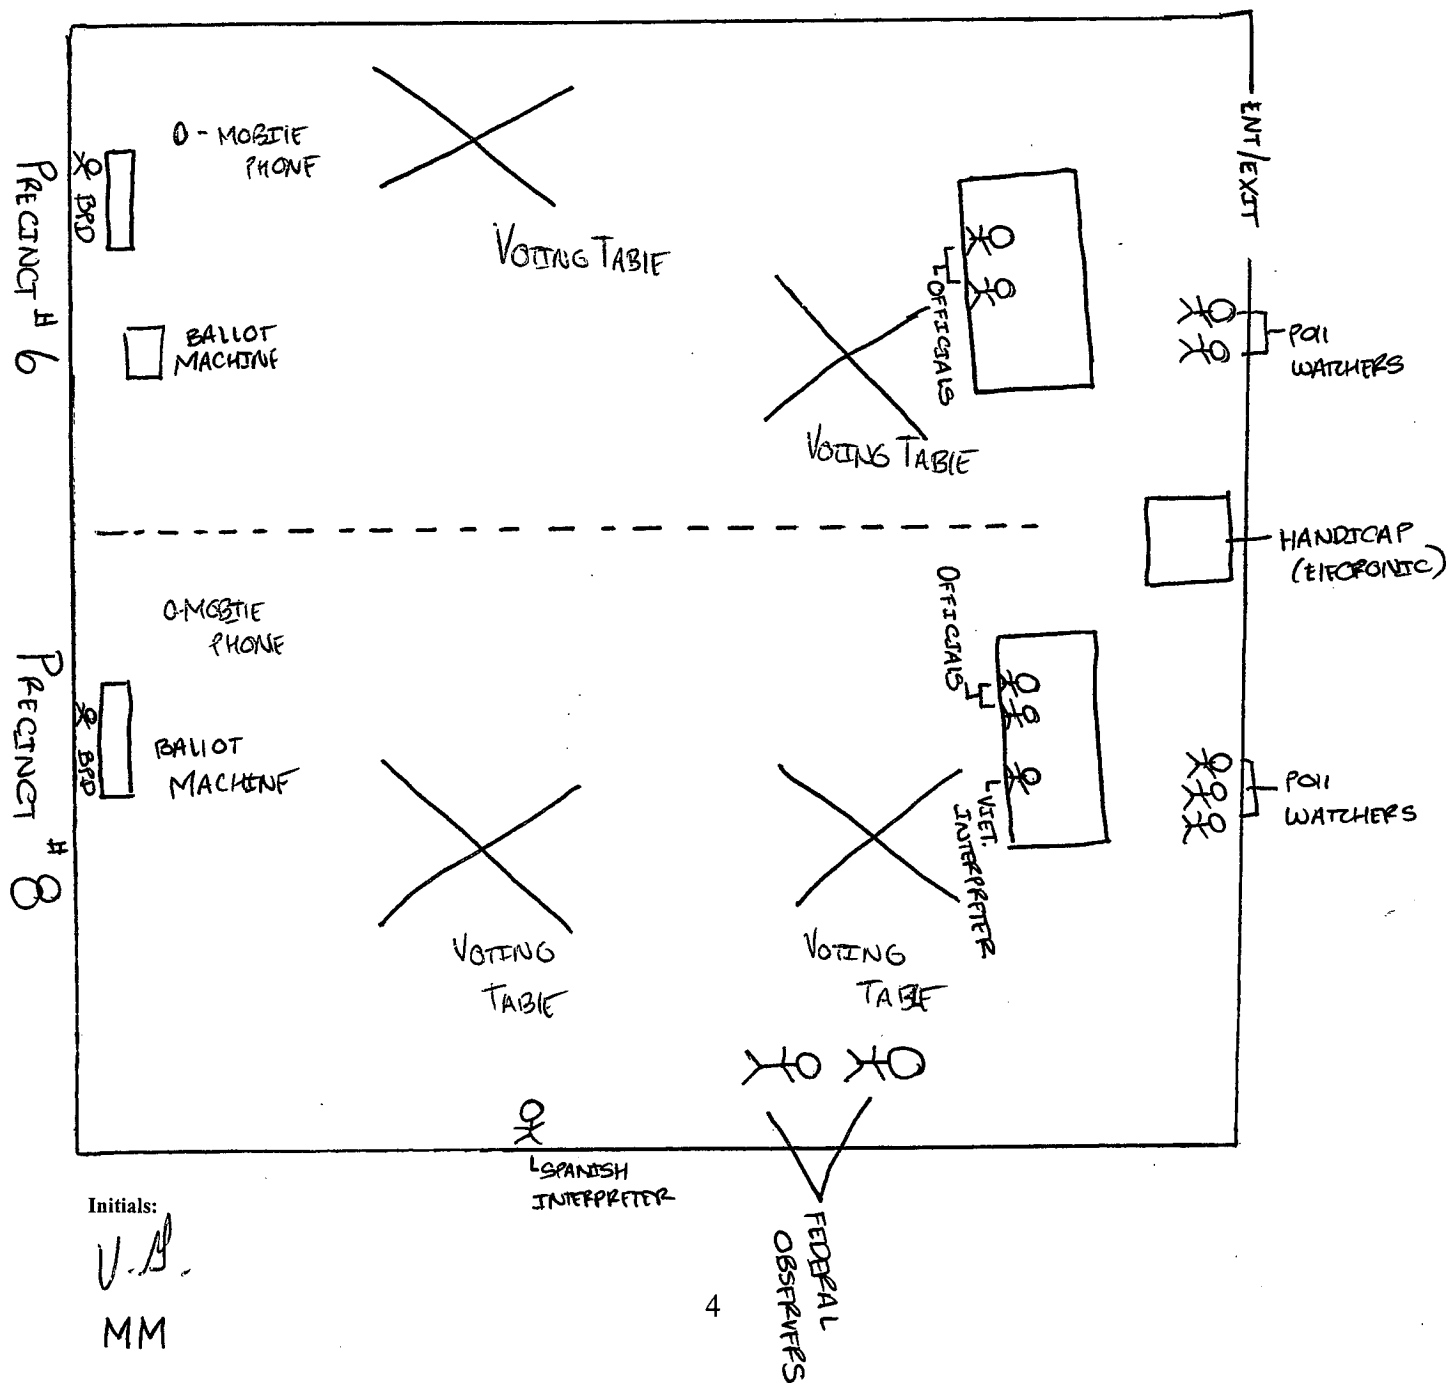 ENT/EXIT
0 - MOBILE
PHONE
PRECINCT # 6
BPD
VOTING TABLE
OFFICIALS
POLL
WATCHERS
BALLOT
MACHINE
VOTING TABLE
HANDICAP
(ELECRONIC)
0-MOBILE
PHONE
OFFICIALS
PRECINCT # 8
BPD
BALLOT
MACHINE
VIET.
INTERPRETER
POLL
WATCHERS
VOTING
TABLE
VOTING
TABLE
SPANISH
INTERPRETER
FEDERAL
OBSERVERS
Initials:
MM
4